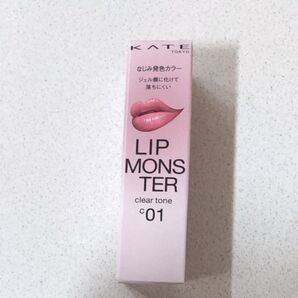 KATE
TOKYO
なじみ発色カラー
ジェル膜に化けて
落ちにくい
LIP
MONS
TER
clear tone
c01